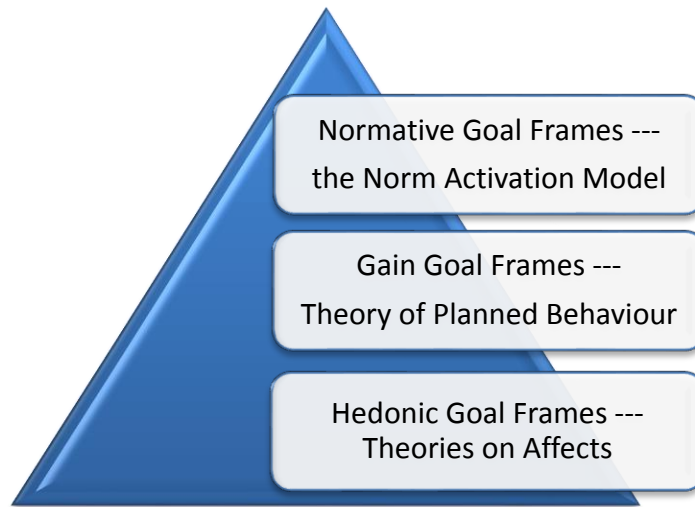 Normative Goal Frames ---
the Norm Activation Model
Gain Goal Frames ---
Theory of Planned Behaviour
Hedonic Goal Frames ---
Theories on Affects